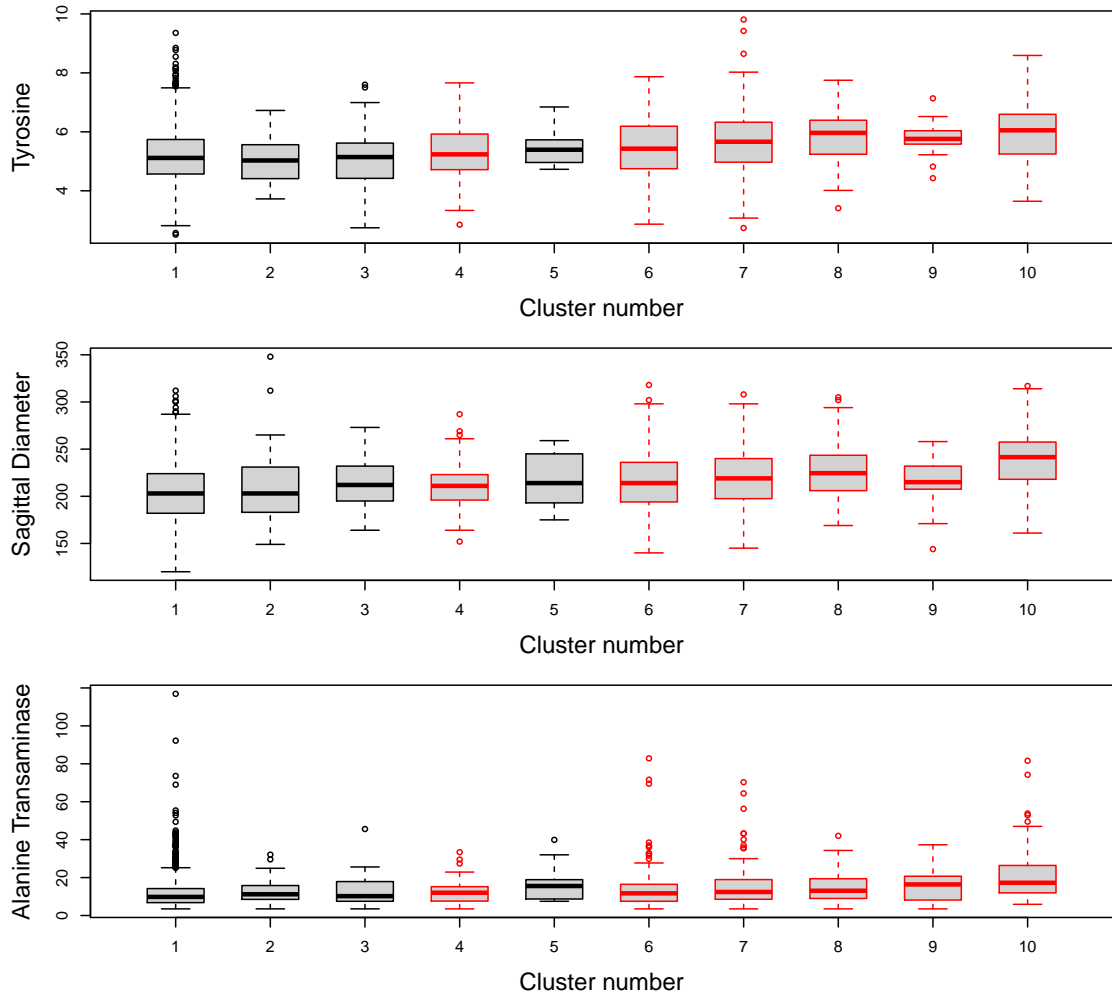 Tyrosine
10
8
6
4
1 2 3 4 5 6 7 8 9 10
Cluster number
Sagittal Diameter
350
300
250
200
150
1 2 3 4 5 6 7 8 9 10
Cluster number
Alanine Transaminase
100
80
60
40
20
0
1 2 3 4 5 6 7 8 9 10
Cluster number